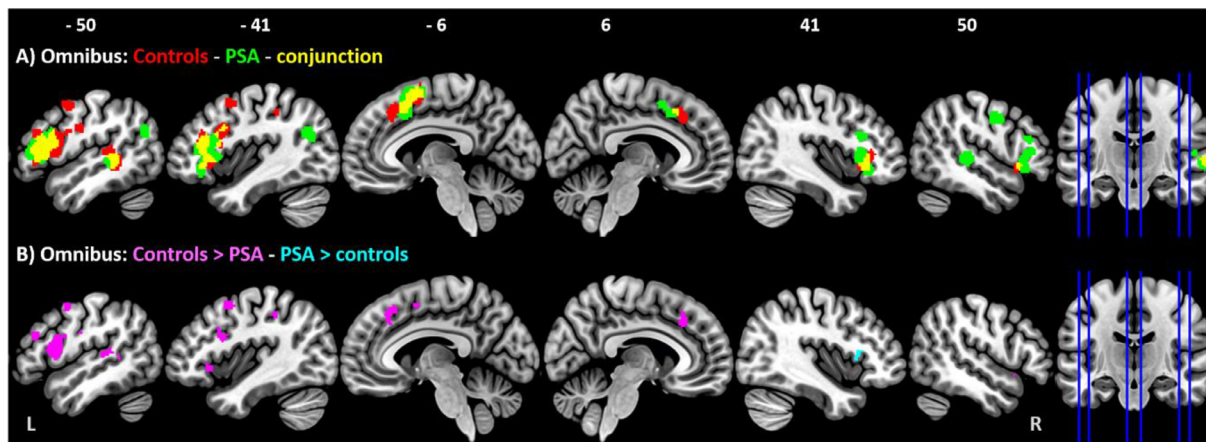 - 50 - 41 - 6 6 41 50
A) Omnibus: Controls - PSA - conjunction
B) Omnibus: Controls > PSA - PSA > controls
L R